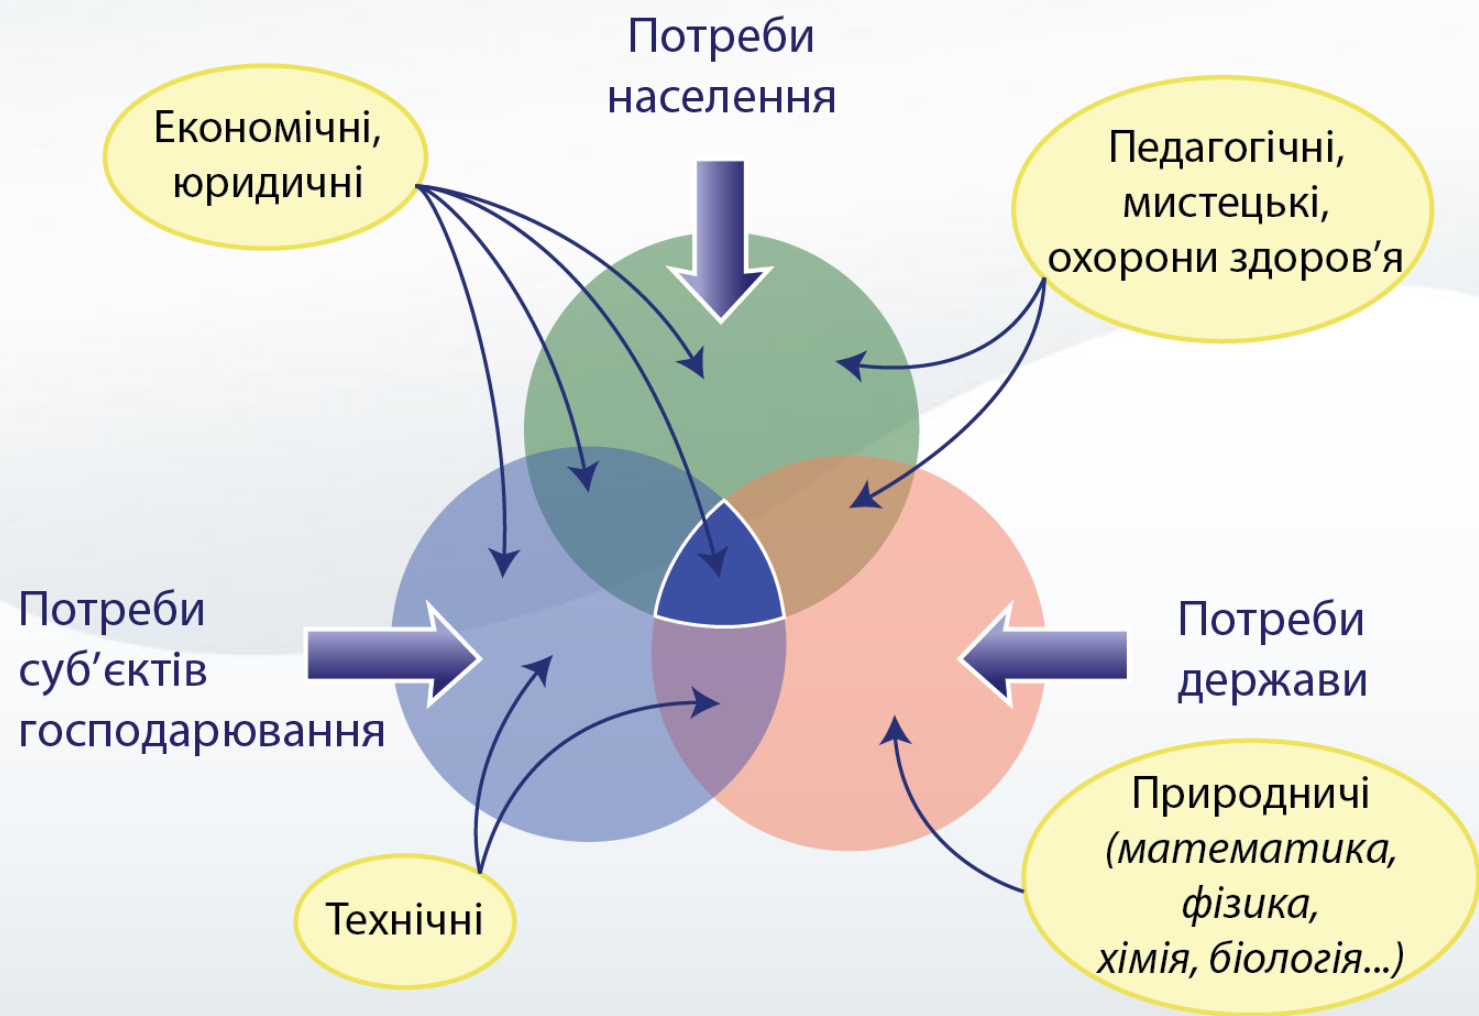 Потреби
населення
Економічні,
юридичні
Педагогічні,
мистецькі,
охорони здоров’я
Потреби
суб’єктів
господарювання
Потреби
держави
Технічні
Природничі
(математика,
фізика,
хімія, біологія...)